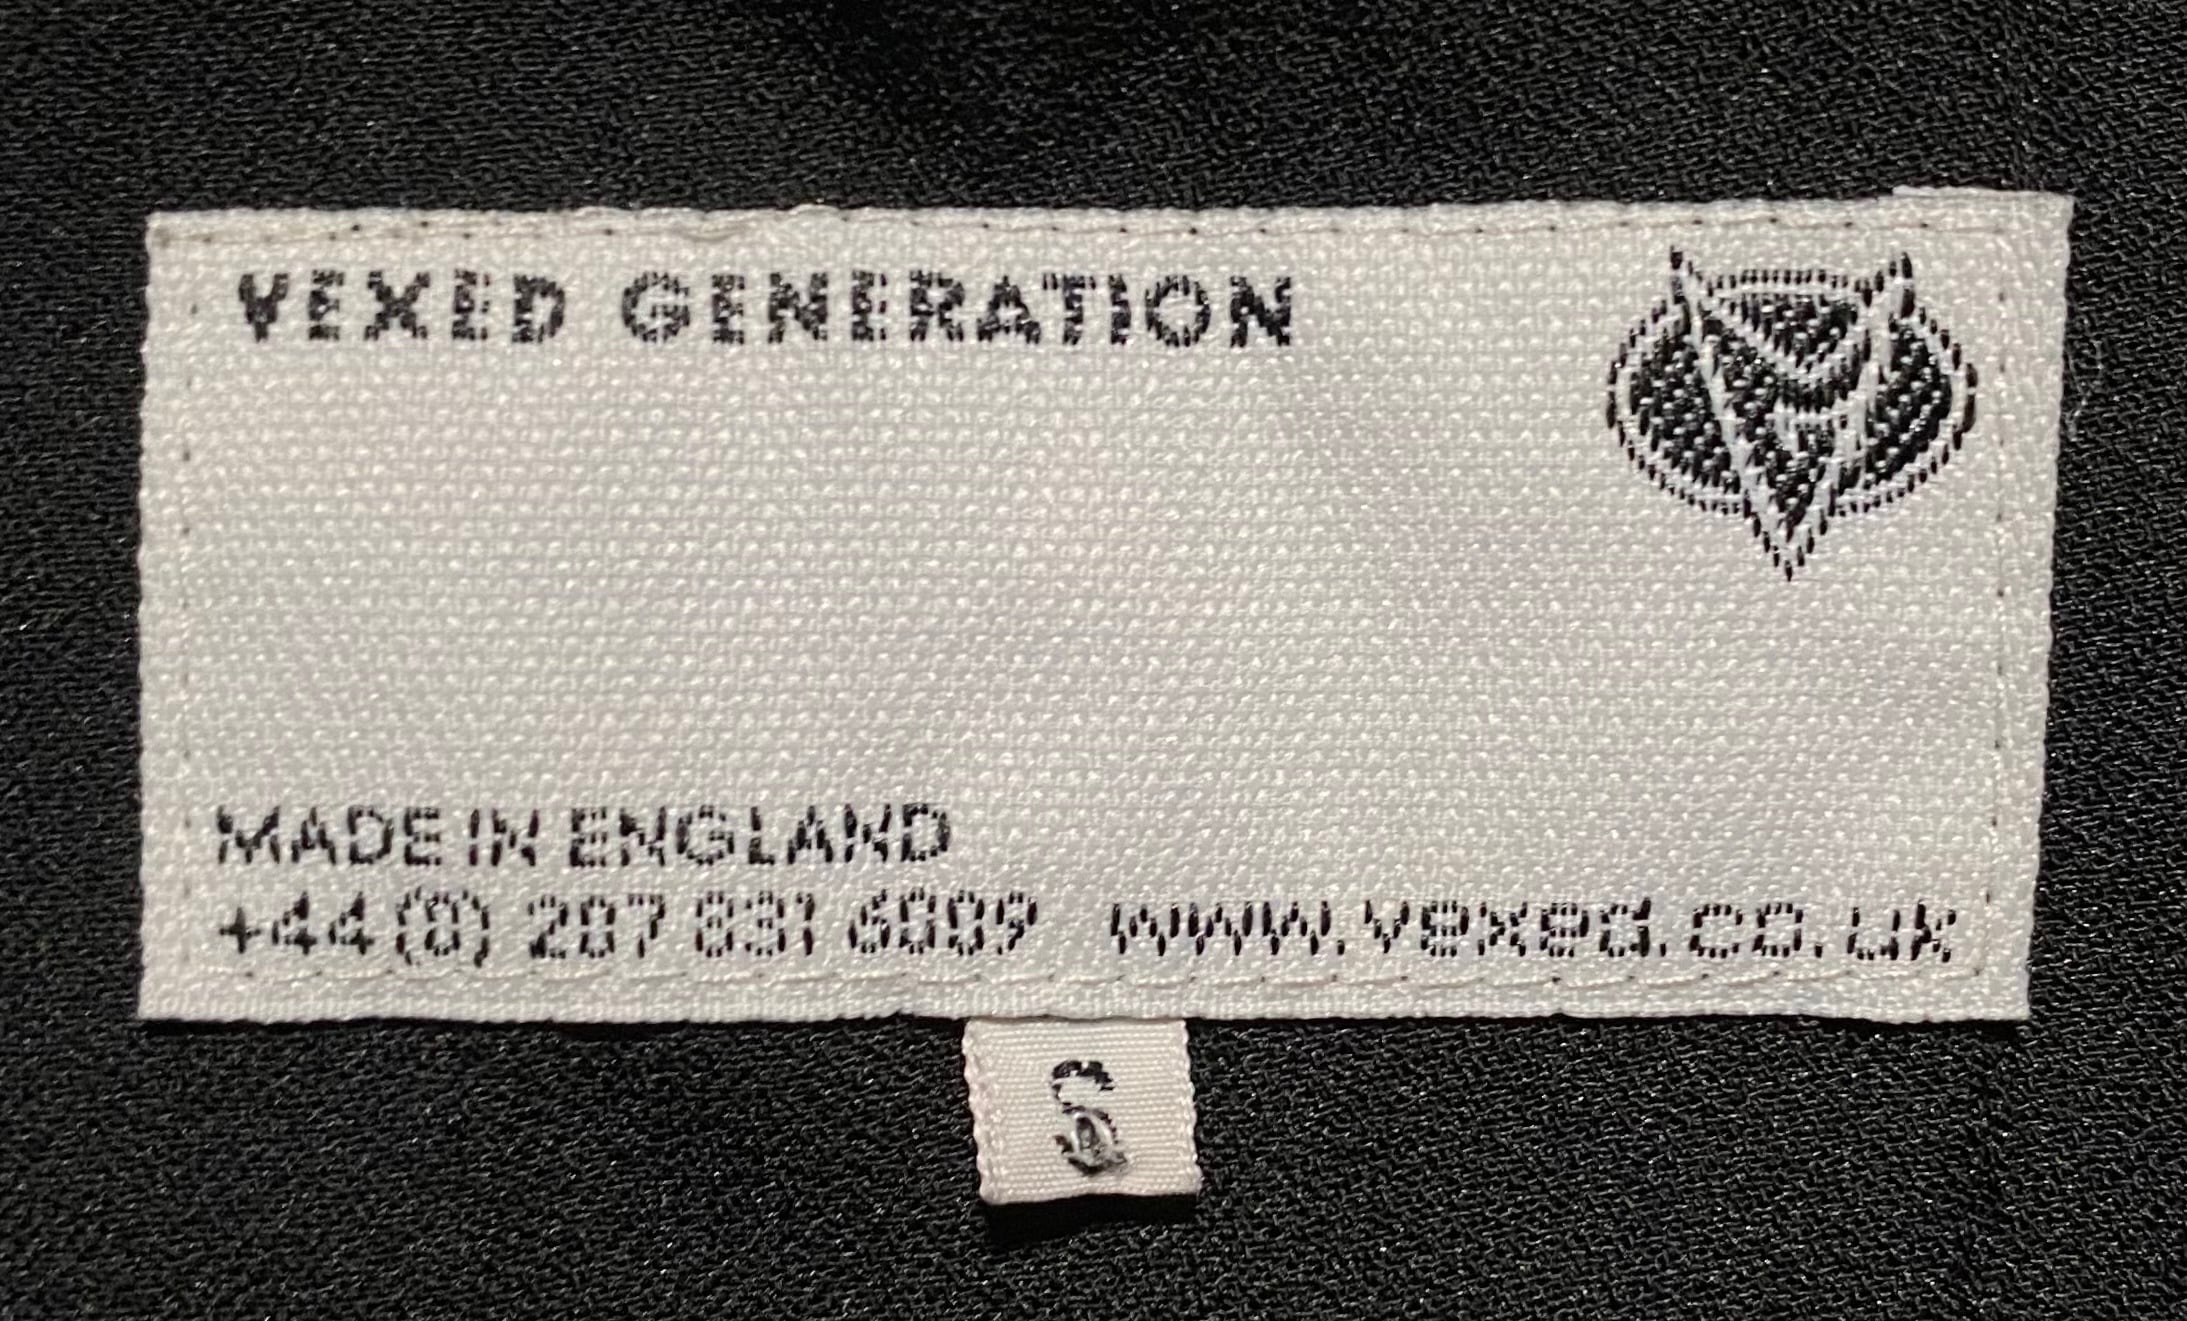 VEXED GENERATION
MADE IN ENGLAND
+44 (0) 207 831 6009 www.vexed.co.uk
S